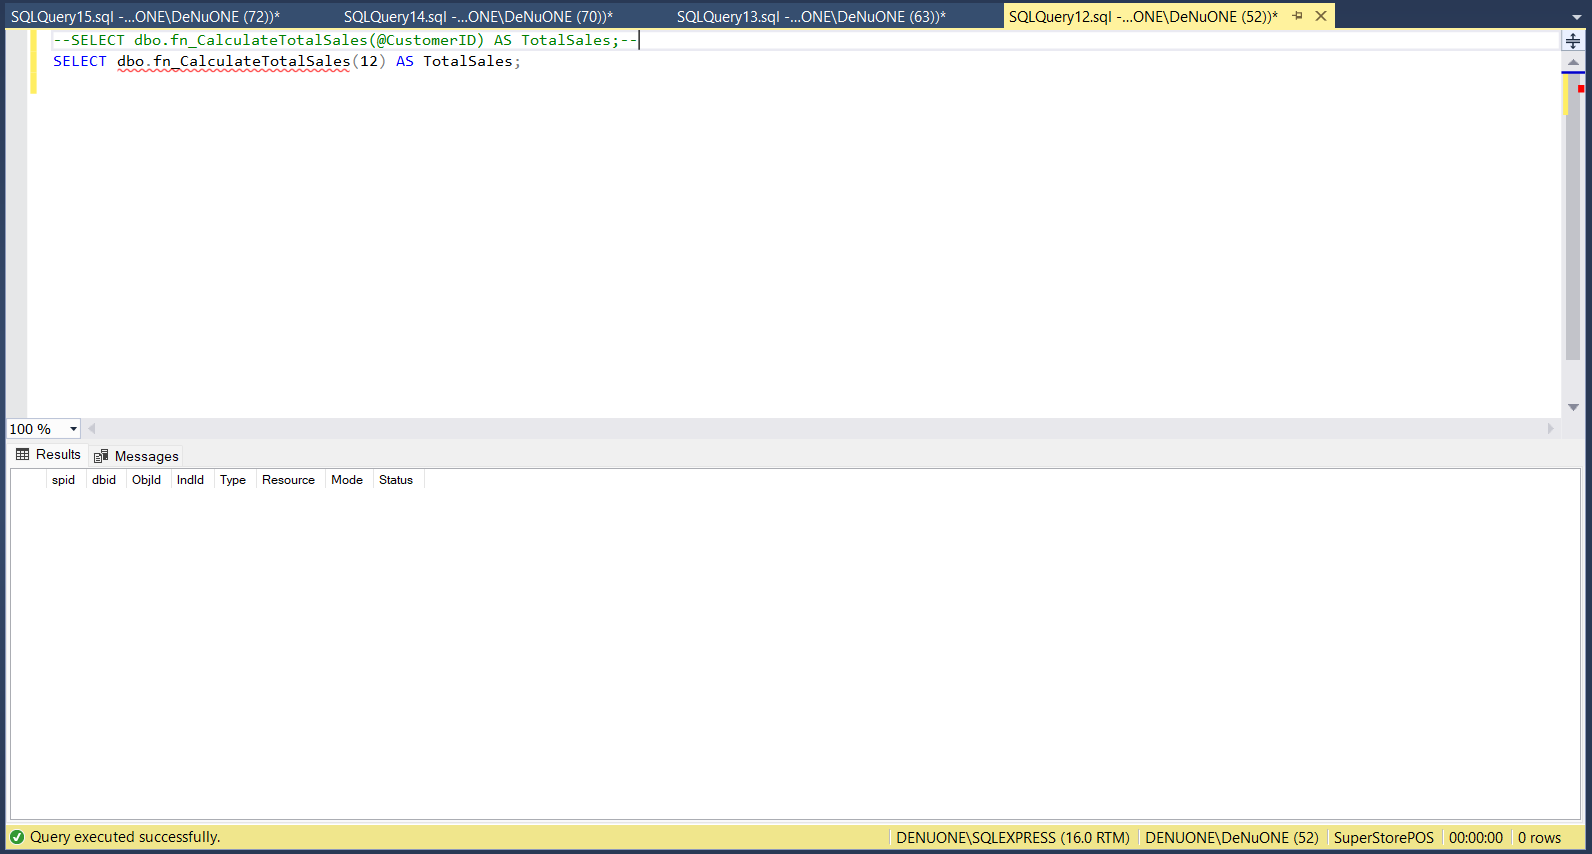 SQLQuery15.sql -...ONE\DeNuONE (72))* SQLQuery14.sql -...ONE\DeNuONE (70))* SQLQuery13.sql -...ONE\DeNuONE (63))* SQLQuery12.sql -...ONE\DeNuONE (52))*
--SELECT dbo.fn_CalculateTotalSales(@CustomerID) AS TotalSales;--
SELECT dbo.fn_CalculateTotalSales(12) AS TotalSales;
100 %
Results Messages
spid dbid ObjId IndId Type Resource Mode Status
Query executed successfully. DENUONE\SQLEXPRESS (16.0 RTM) DENUONE\DeNuONE (52) SuperStorePOS 00:00:00 0 rows